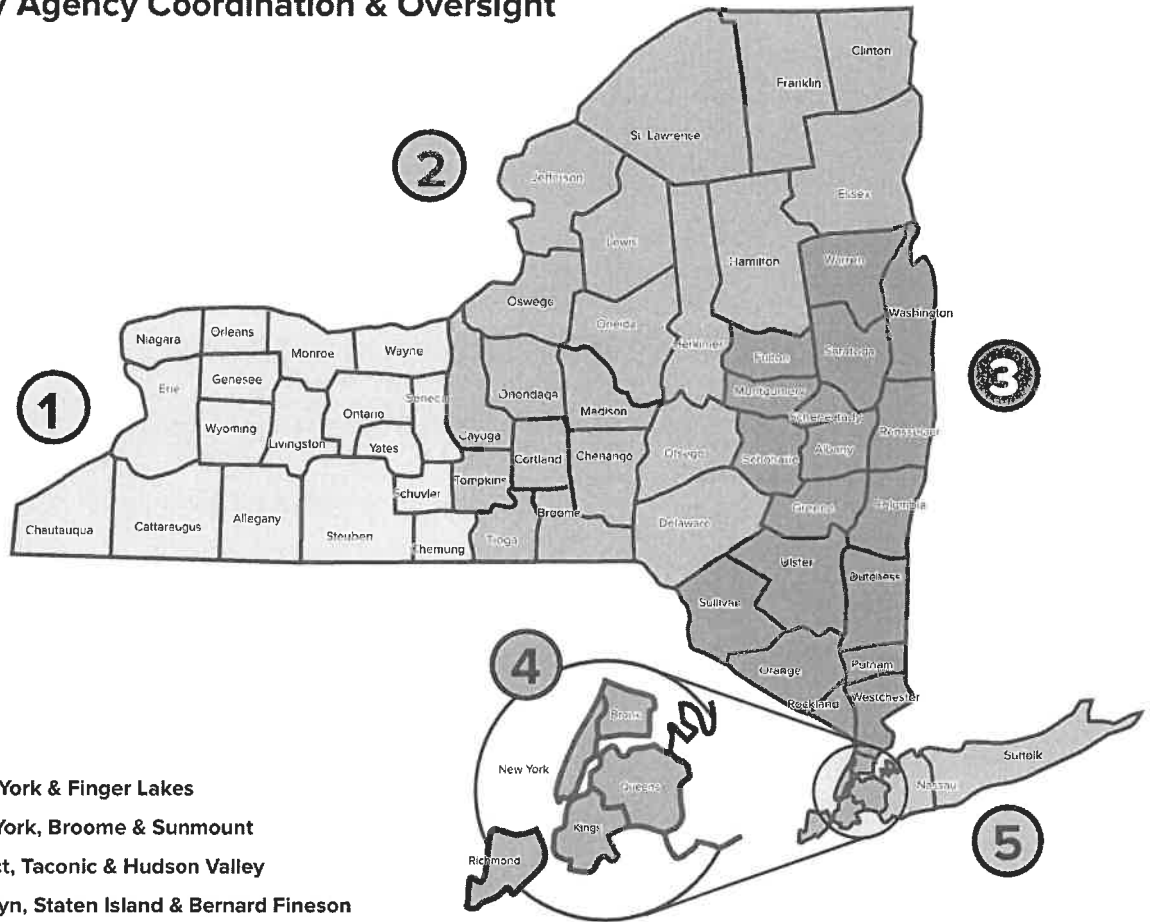 Agency Coordination & Oversight
Clinton
Franklin
St. Lawrence
2
Jefferson
Essex
Lewis
Hamilton
Warren
Oswego
Washington
Oneida
Niagara
Orleans
Herkimer
Monroe
Wayne
Saratoga
Fulton
3
Genesee
Erie
Montgomery
Seneca
Onondaga
1
Ontario
Madison
Schenectady
Wyoming
Rensselaer
Livingston
Yates
Cayuga
Otsego
Albany
Cortland
Chenango
Schoharie
Tompkins
Schuyler
Columbia
Greene
Broome
Allegany
Cattaraugus
Chautauqua
Delaware
Steuben
Tioga
Chemung
Ulster
Dutchess
Sullivan
4
Orange
Putnam
Westchester
Rockland
Bronx
Suffolk
New York
Queens
Nassau
York & Finger Lakes
Kings
York, Broome & Sunmount
5
Richmond
Taconic & Hudson Valley
Staten Island & Bernard Fineson